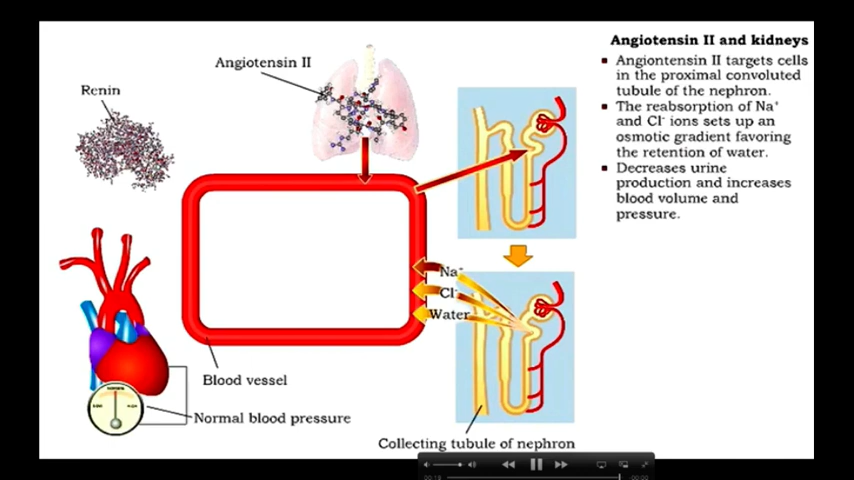 Angiotensin II and kidneys
Angiontensin II targets cells
in the proximal convoluted
tubule of the nephron.
The reabsorption of Na⁺
and Cl⁻ ions sets up an
osmotic gradient favoring
the retention of water.
Decreases urine
production and increases
blood volume and
pressure.
Angiotensin II
Renin
Na⁺
Cl⁻
Water
Blood vessel
Normal blood pressure
Collecting tubule of nephron